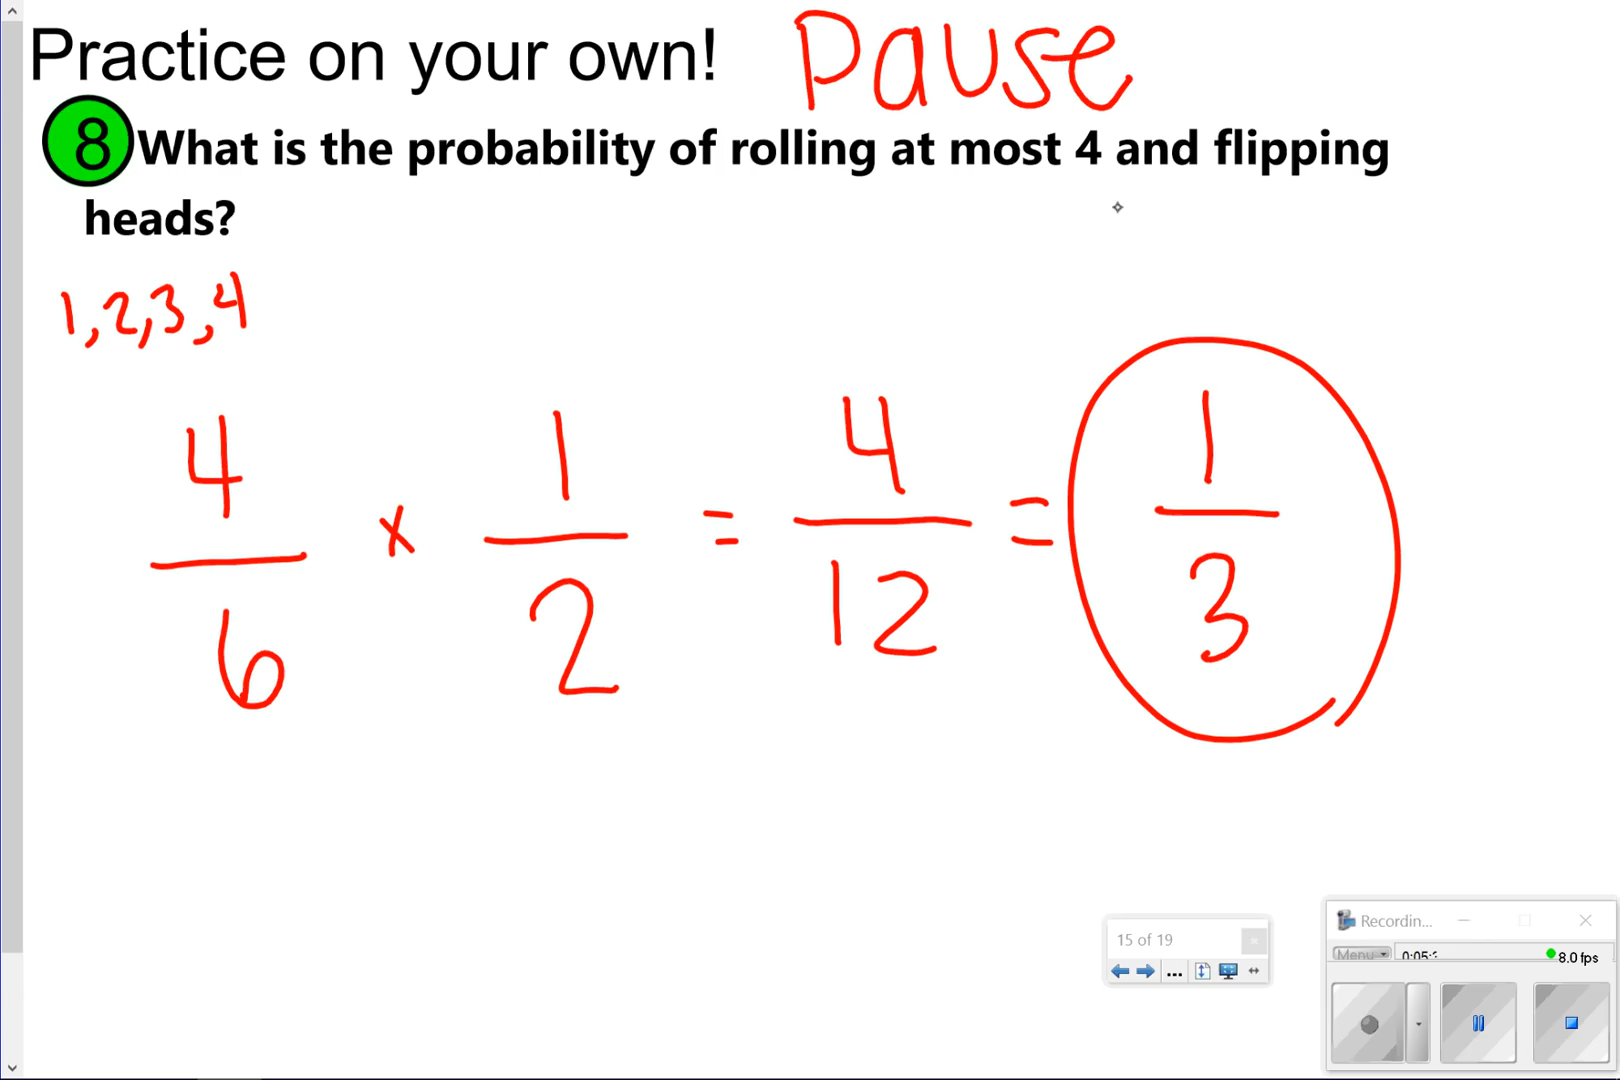 Practice on your own! Pause
8 What is the probability of rolling at most 4 and flipping
heads?
1,2,3,4
4/6 x 1/2 = 4/12 = 1/3
15 of 19
...
Recordin...
Menu
8.0 fps